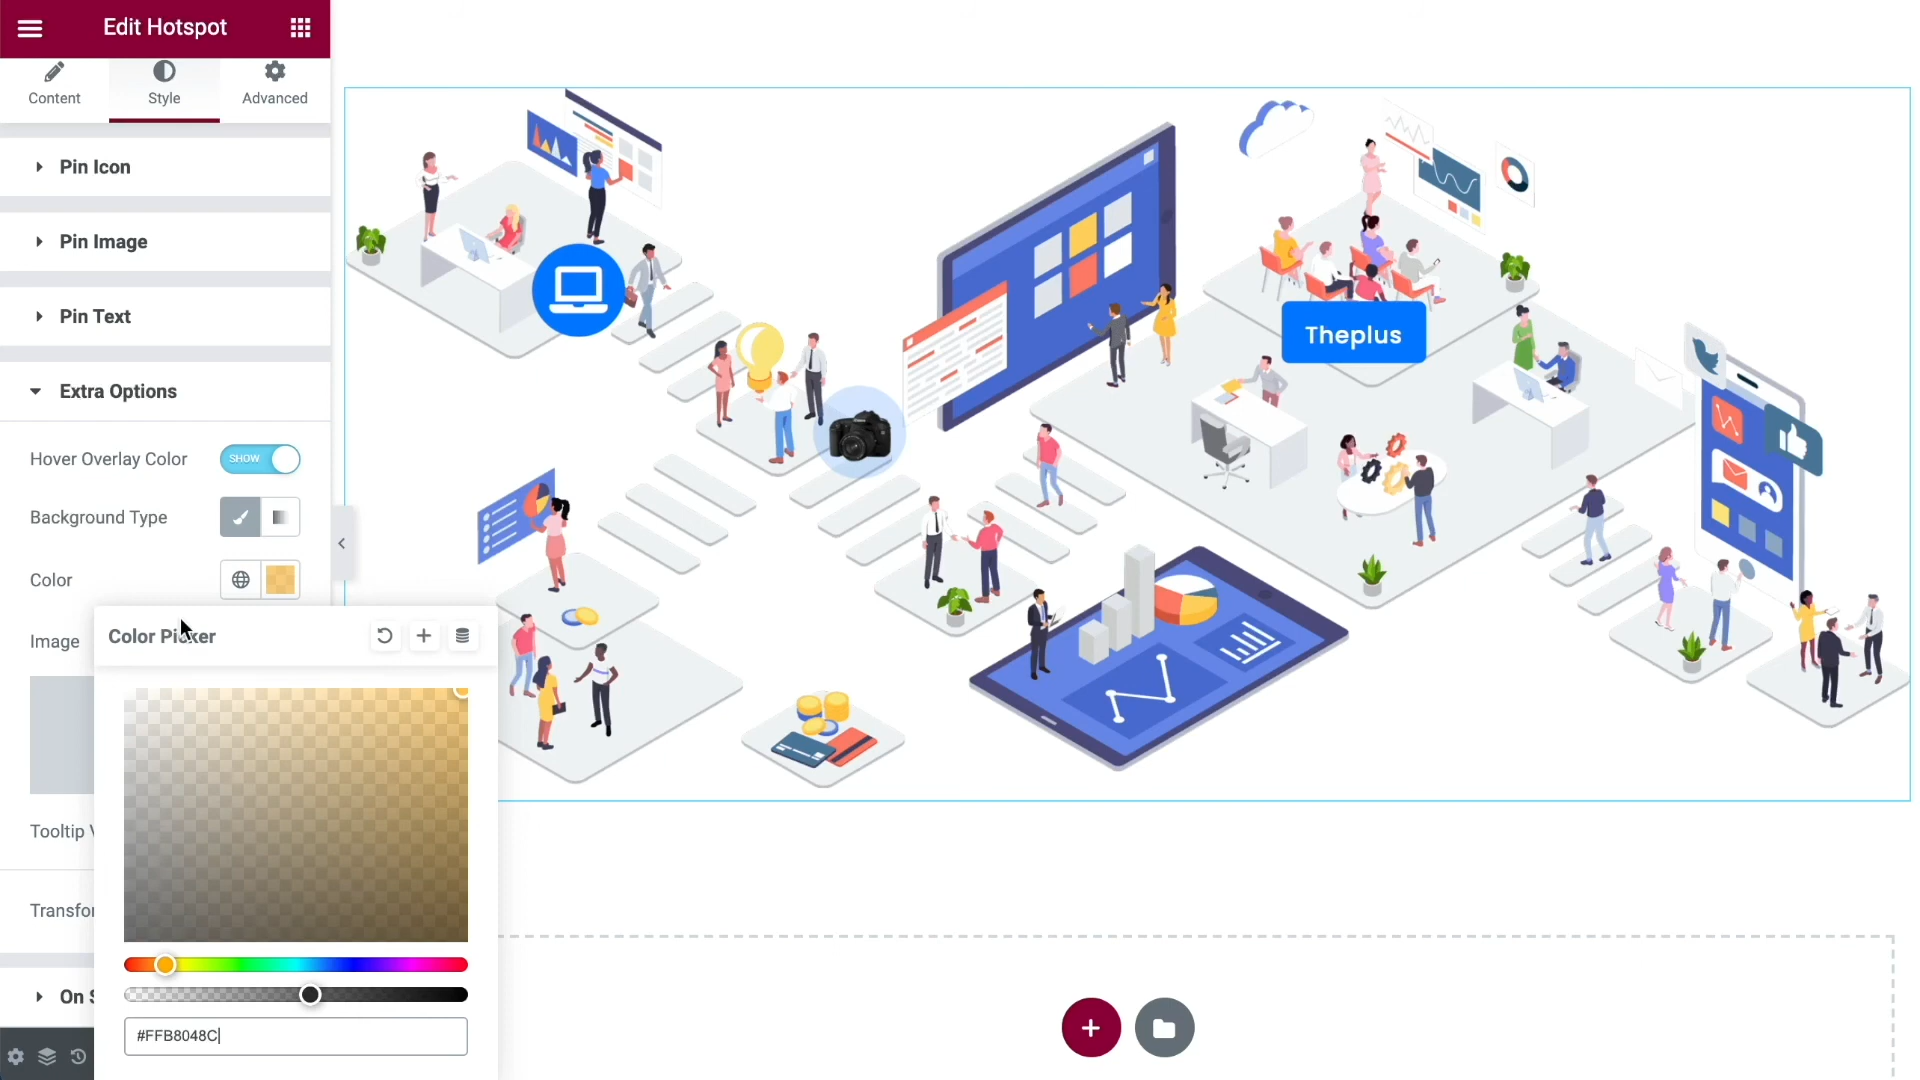 Edit Hotspot
Content
Style
Advanced
Pin Icon
Pin Image
Pin Text
Extra Options
Hover Overlay Color
SHOW
Background Type
Color
Image
Color Picker
Tooltip
Transfo
On
#FFB8048C
Theplus